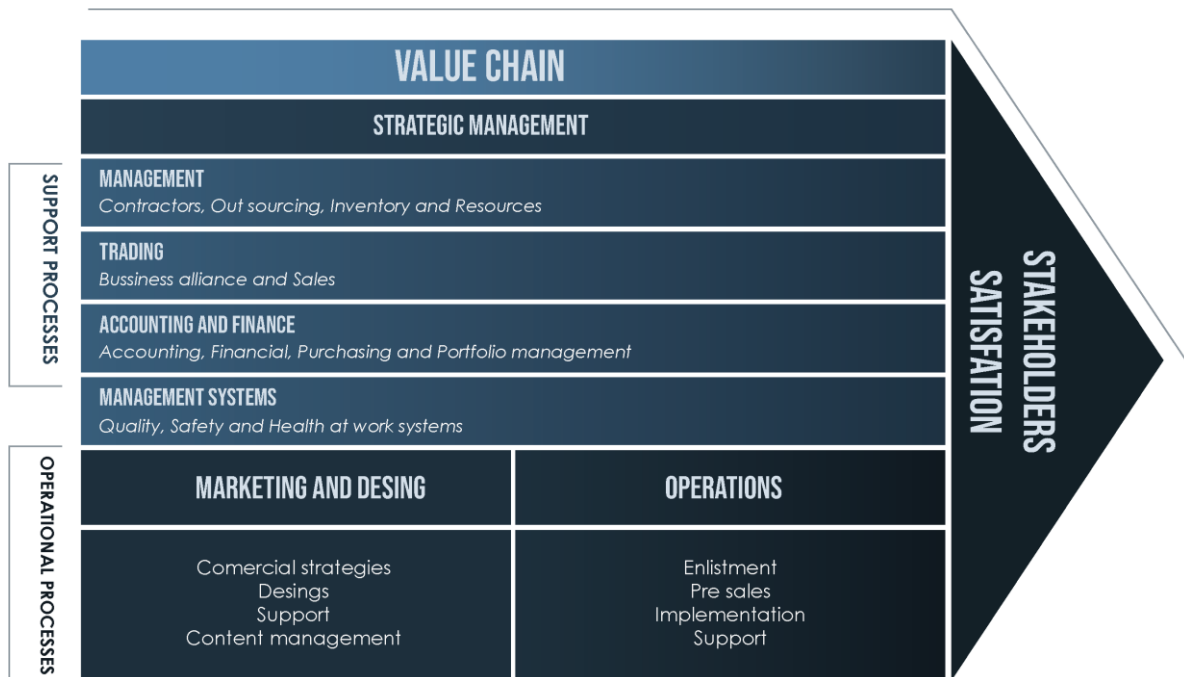 VALUE CHAIN
STRATEGIC MANAGEMENT
SUPPORT PROCESSES
MANAGEMENT
Contractors, Out sourcing, Inventory and Resources
TRADING
Bussiness alliance and Sales
ACCOUNTING AND FINANCE
Accounting, Financial, Purchasing and Portfolio management
MANAGEMENT SYSTEMS
Quality, Safety and Health at work systems
OPERATIONAL PROCESSES
MARKETING AND DESING
Comercial strategies
Desings
Support
Content management
OPERATIONS
Enlistment
Pre sales
Implementation
Support
STAKEHOLDERS
SATISFATION